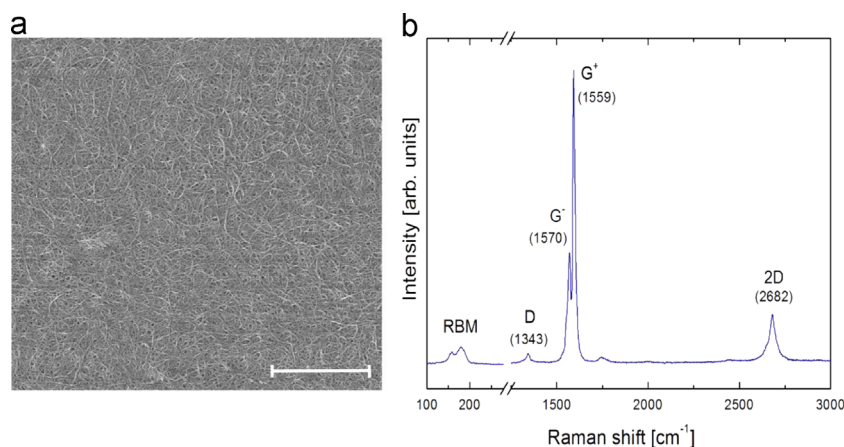 a
b
G+
(1559)
G-
(1570)
2D
(2682)
D
(1343)
RBM
Intensity [arb. units]
100 200 1500 2000 2500 3000
Raman shift [cm-1]